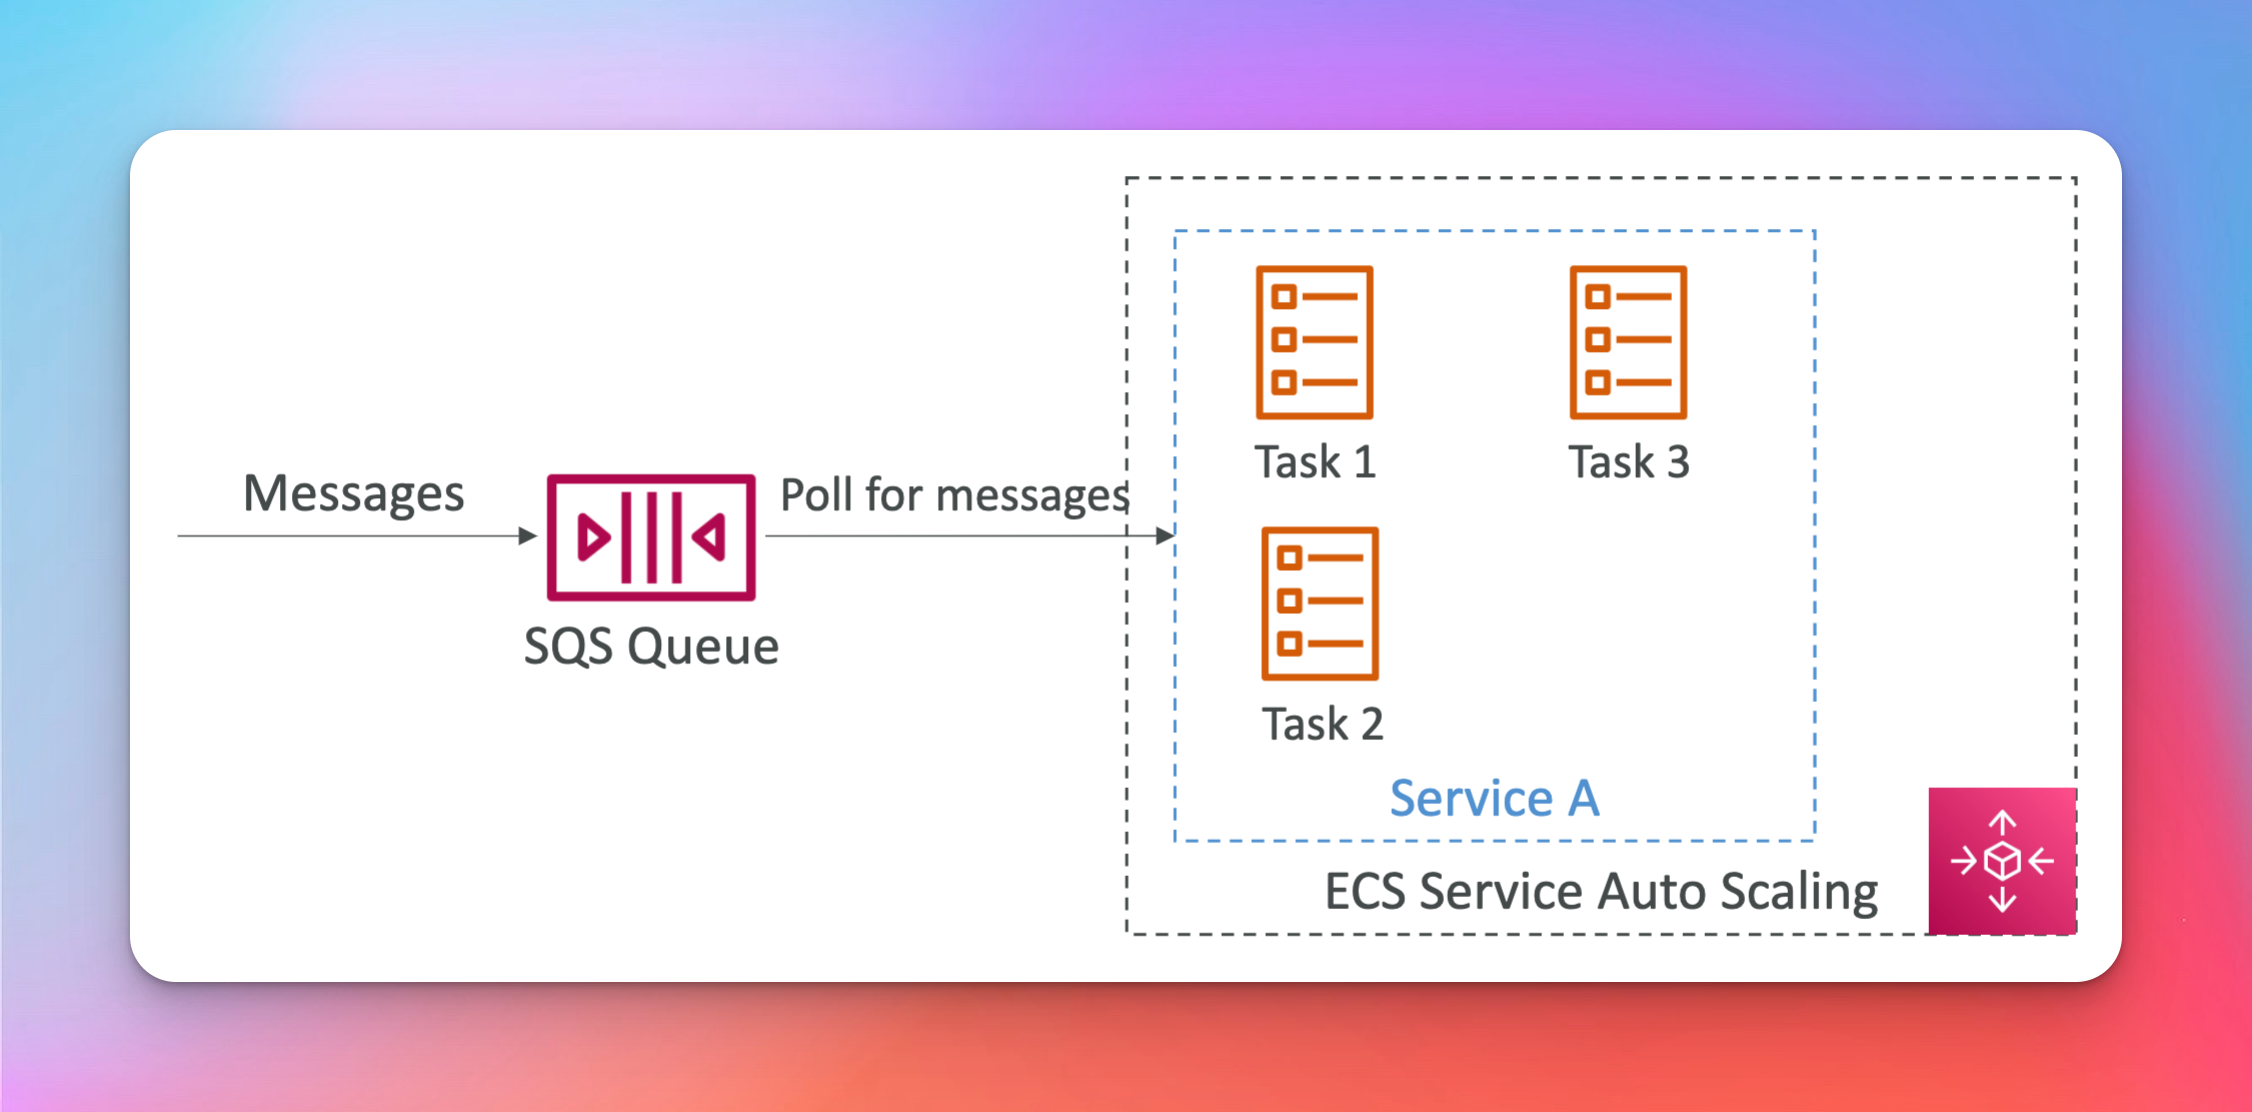 Messages
SQS Queue
Poll for messages
Task 1
Task 3
Task 2
Service A
ECS Service Auto Scaling